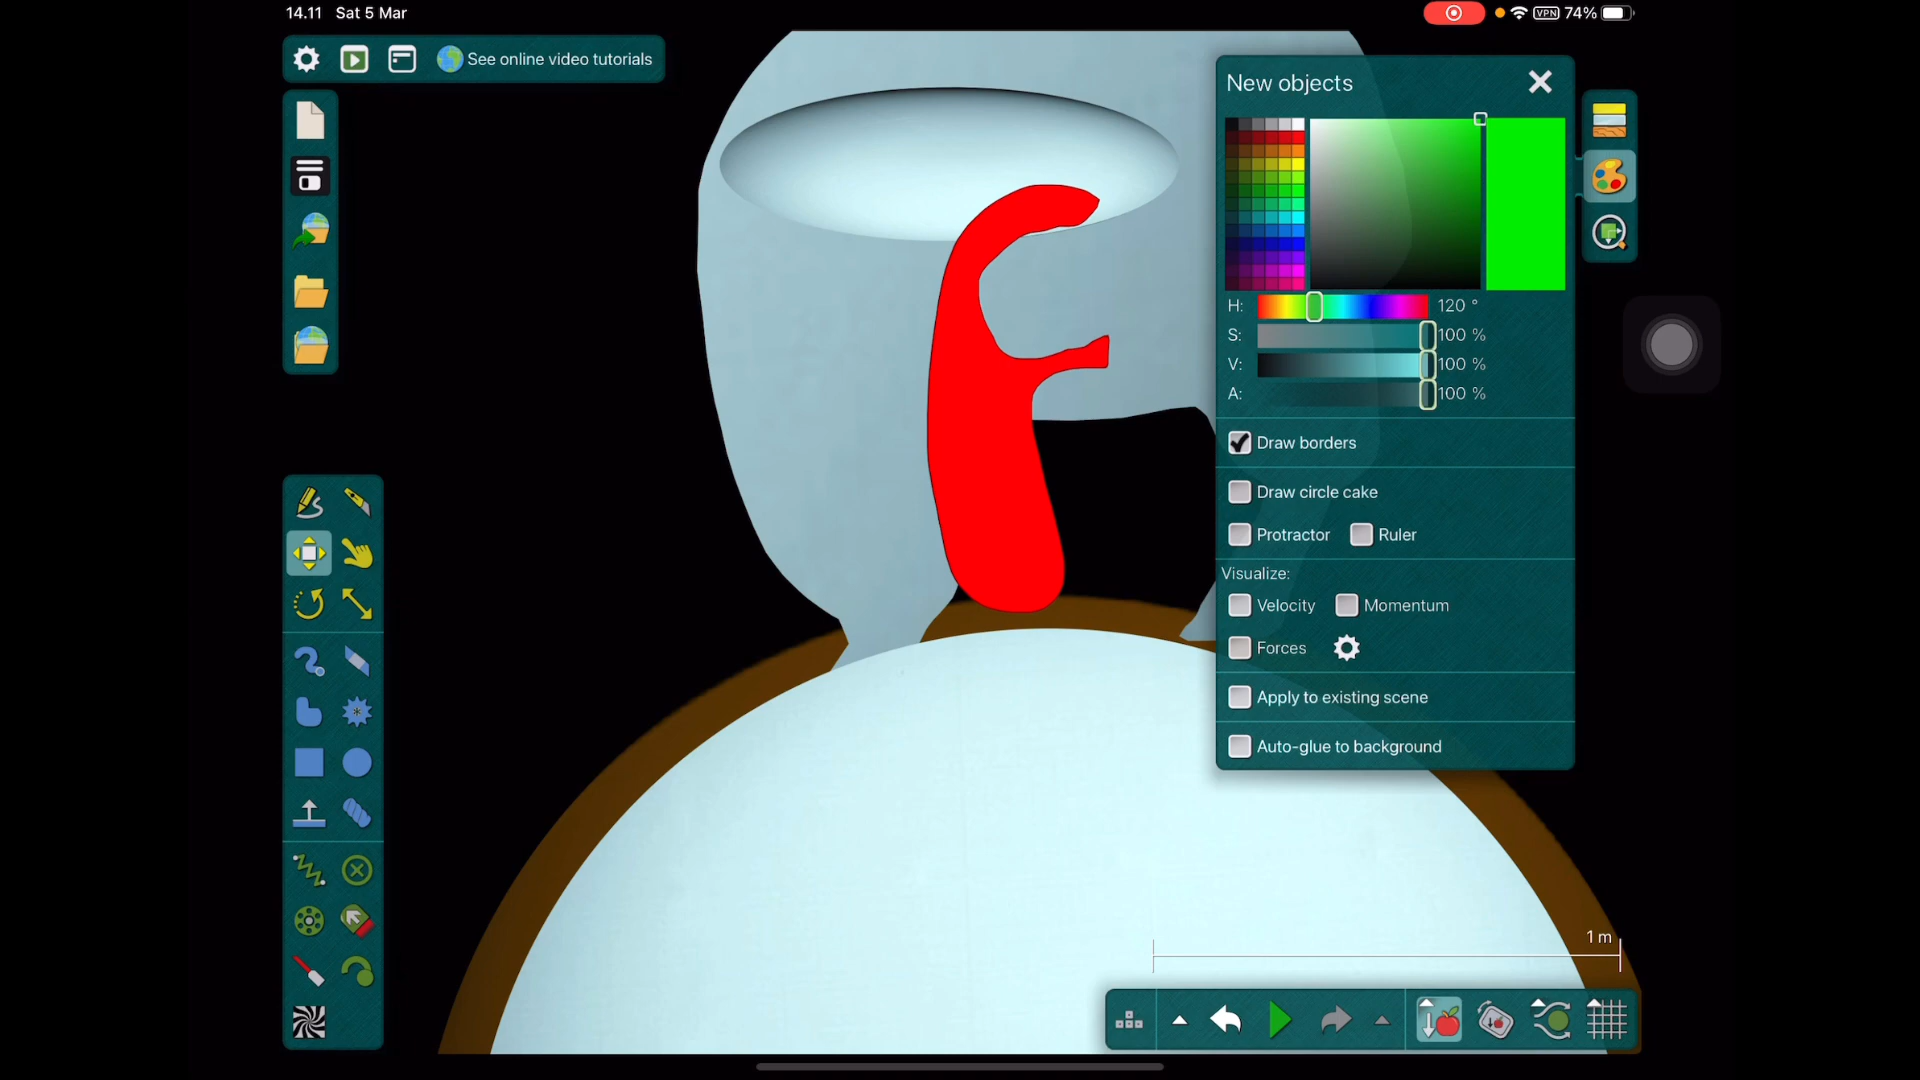 14.11 Sat 5 Mar
VPN 74%
See online video tutorials
New objects
H: 120 °
S: 100 %
V: 100 %
A: 100 %
Draw borders
Draw circle cake
Protractor Ruler
Visualize:
Velocity Momentum
Forces
Apply to existing scene
Auto-glue to background
1 m